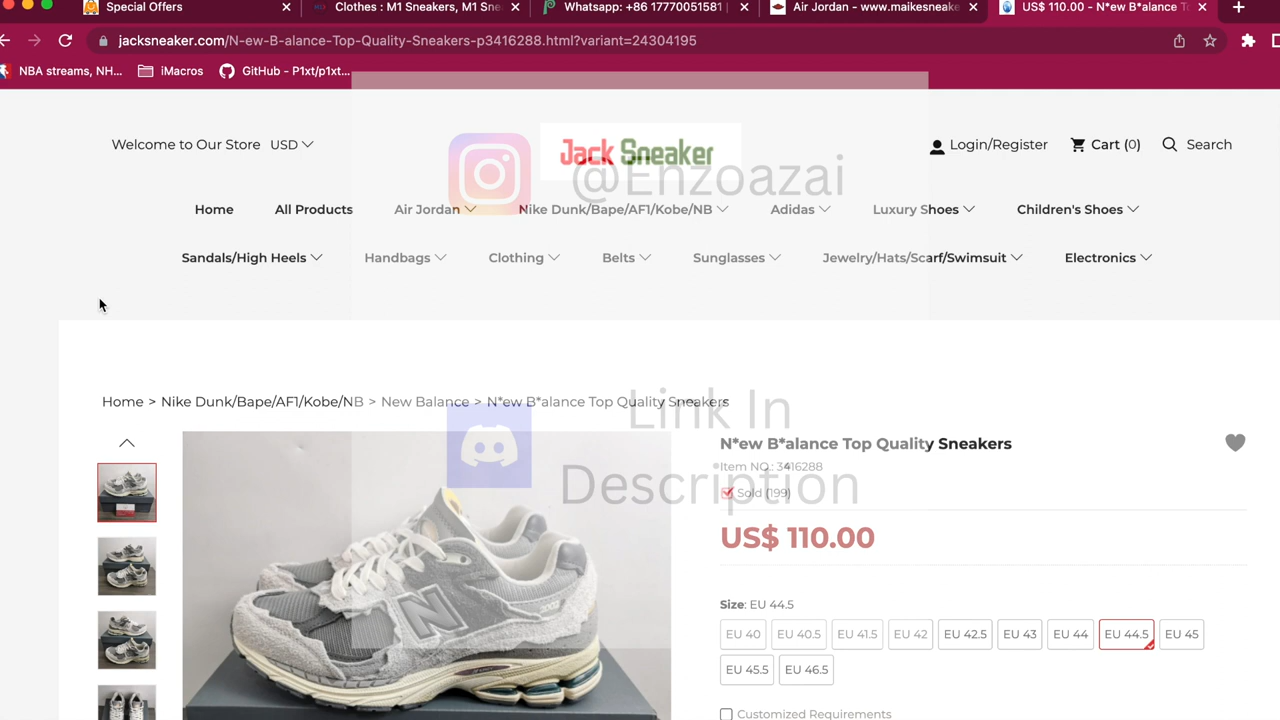 Special Offers
Clothes : M1 Sneakers, M1 Sne
Whatsapp: +86 17770051581 |
Air Jordan - www.maikesneake
US$ 110.00 - N*ew B*alance To
jacksneaker.com/N-ew-B-alance-Top-Quality-Sneakers-p3416288.html?variant=24304195
NBA streams, NH...
iMacros
GitHub - P1xt/p1xt...
Welcome to Our Store USD
Jack Sneaker
Login/Register
Cart (0)
Search
@Enzoazai
Home
All Products
Air Jordan
Nike Dunk/Bape/AF1/Kobe/NB
Adidas
Luxury Shoes
Children's Shoes
Sandals/High Heels
Handbags
Clothing
Belts
Sunglasses
Jewelry/Hats/Scarf/Swimsuit
Electronics
Home > Nike Dunk/Bape/AF1/Kobe/NB > New Balance > N*ew B*alance Top Quality Sneakers
Link In
Description
N*ew B*alance Top Quality Sneakers
Item NO.: 3416288
Sold (199)
US$ 110.00
Size: EU 44.5
EU 40
EU 40.5
EU 41.5
EU 42
EU 42.5
EU 43
EU 44
EU 44.5
EU 45
EU 45.5
EU 46.5
Customized Requirements